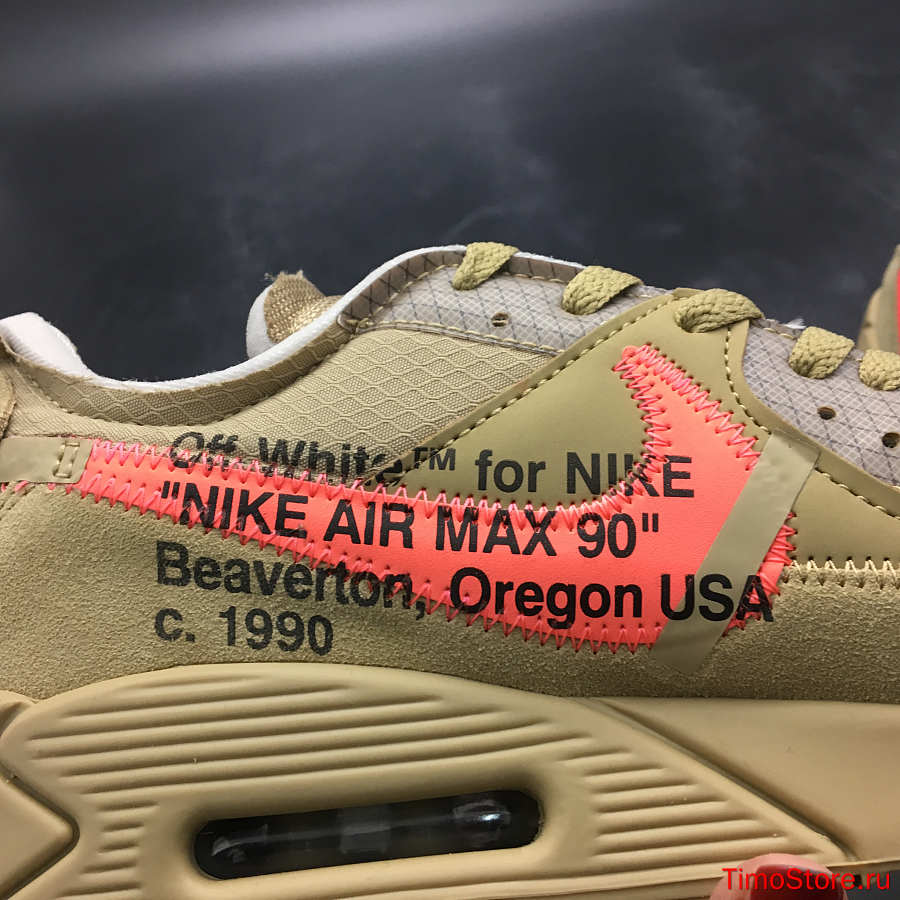 Off-White™ for NIKE
"NIKE AIR MAX 90"
Beaverton, Oregon USA
c. 1990
TimoStore.ru